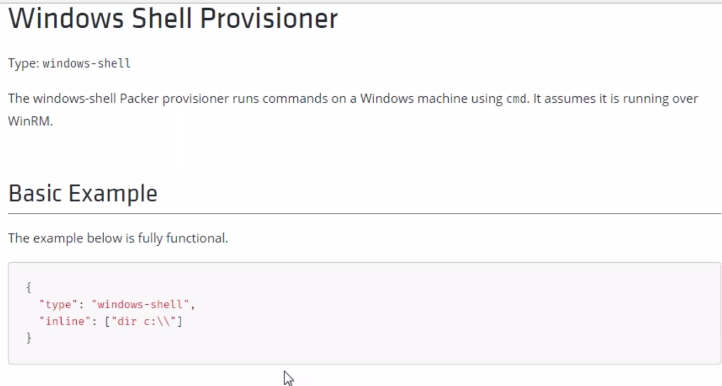 Windows Shell Provisioner
Type: windows-shell
The windows-shell Packer provisioner runs commands on a Windows machine using cmd. It assumes it is running over
WinRM.
Basic Example
The example below is fully functional.
{
  "type": "windows-shell",
  "inline": ["dir c:\\"]
}